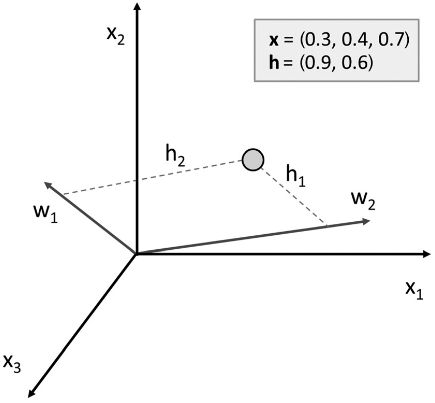 x₂
x = (0.3, 0.4, 0.7)
h = (0.9, 0.6)
h₂
h₁
w₁
w₂
x₁
x₃